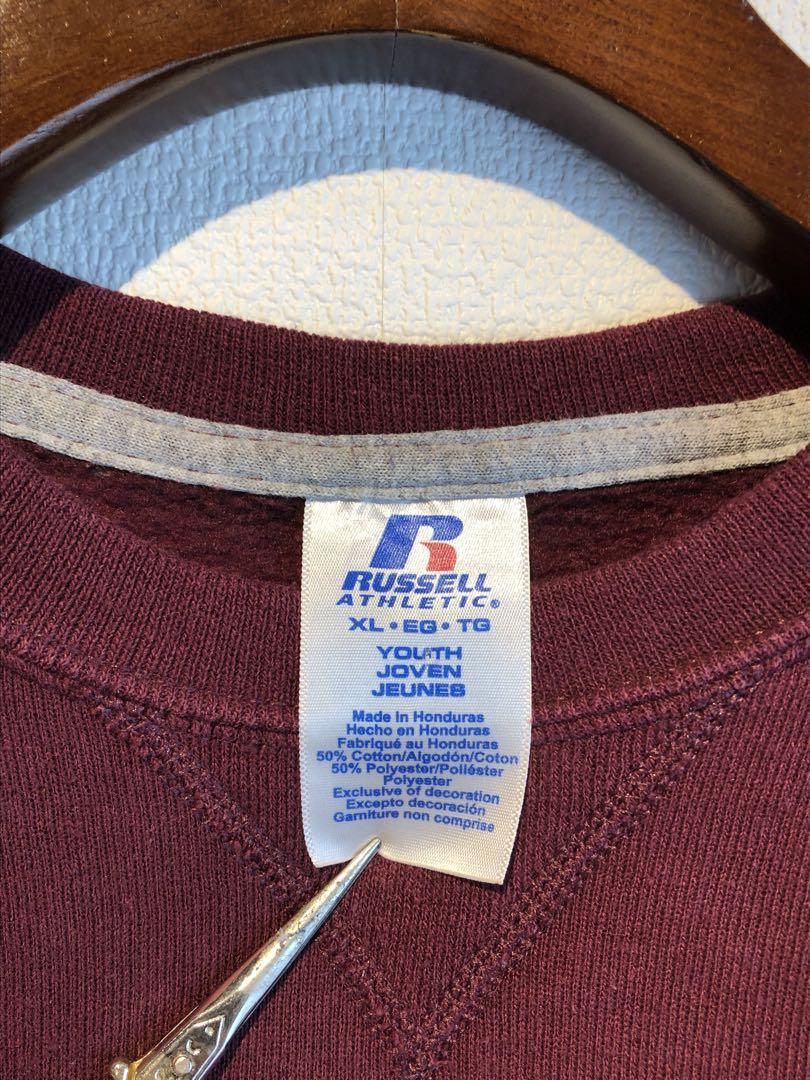 R
RUSSELL
ATHLETIC®
XL • EG • TG
YOUTH
JOVEN
JEUNES
Made in Honduras
Hecho en Honduras
Fabriqué au Honduras
50% Cotton/Algodón/Coton
50% Polyester/Poliéster
Polyester
Exclusive of decoration
Excepto decoración
Garniture non comprise